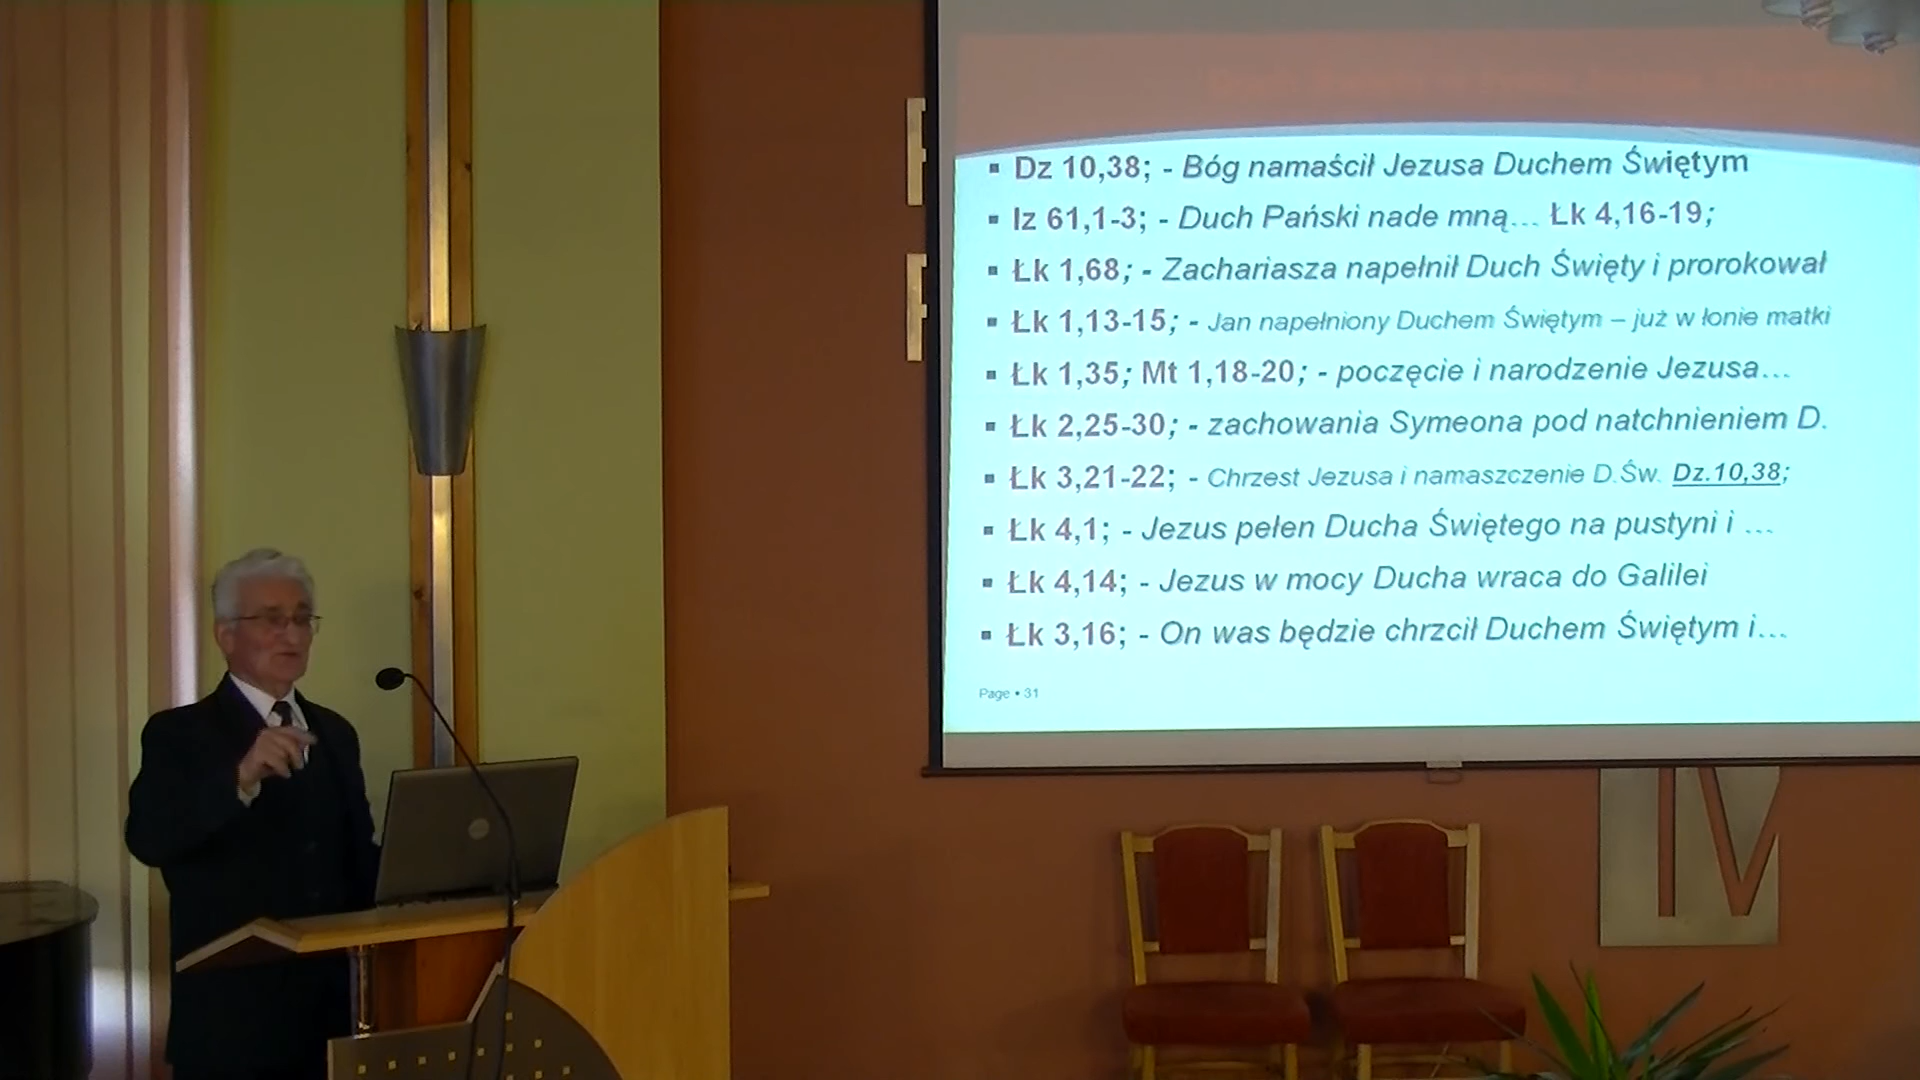 ▪ Dz 10,38; - Bóg namaścił Jezusa Duchem Świętym
▪ Iz 61,1-3; - Duch Pański nade mną... Łk 4,16-19;
▪ Łk 1,68; - Zachariasza napełnił Duch Święty i prorokował
▪ Łk 1,13-15; - Jan napełniony Duchem Świętym – już w łonie matki
▪ Łk 1,35; Mt 1,18-20; - poczęcie i narodzenie Jezusa...
▪ Łk 2,25-30; - zachowania Symeona pod natchnieniem D.
▪ Łk 3,21-22; - Chrzest Jezusa i namaszczenie D.Św. Dz.10,38;
▪ Łk 4,1; - Jezus pełen Ducha Świętego na pustyni i ...
▪ Łk 4,14; - Jezus w mocy Ducha wraca do Galilei
▪ Łk 3,16; - On was będzie chrzcił Duchem Świętym i...
Page • 31